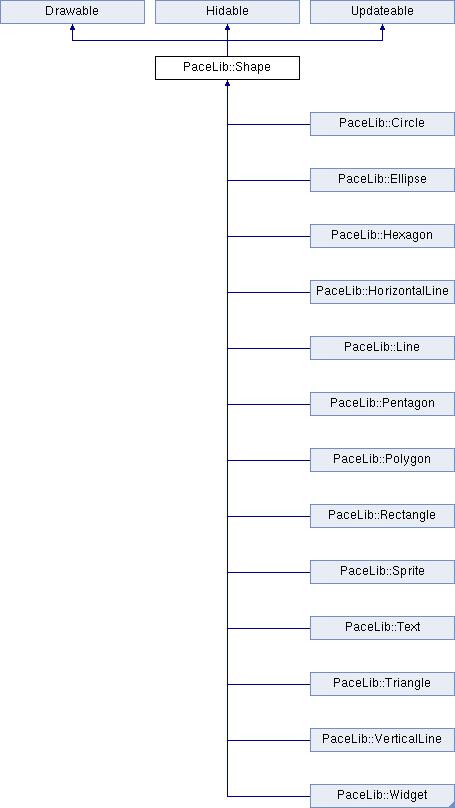 Drawable
Hidable
Updateable
PaceLib::Shape
PaceLib::Circle
PaceLib::Ellipse
PaceLib::Hexagon
PaceLib::HorizontalLine
PaceLib::Line
PaceLib::Pentagon
PaceLib::Polygon
PaceLib::Rectangle
PaceLib::Sprite
PaceLib::Text
PaceLib::Triangle
PaceLib::VerticalLine
PaceLib::Widget